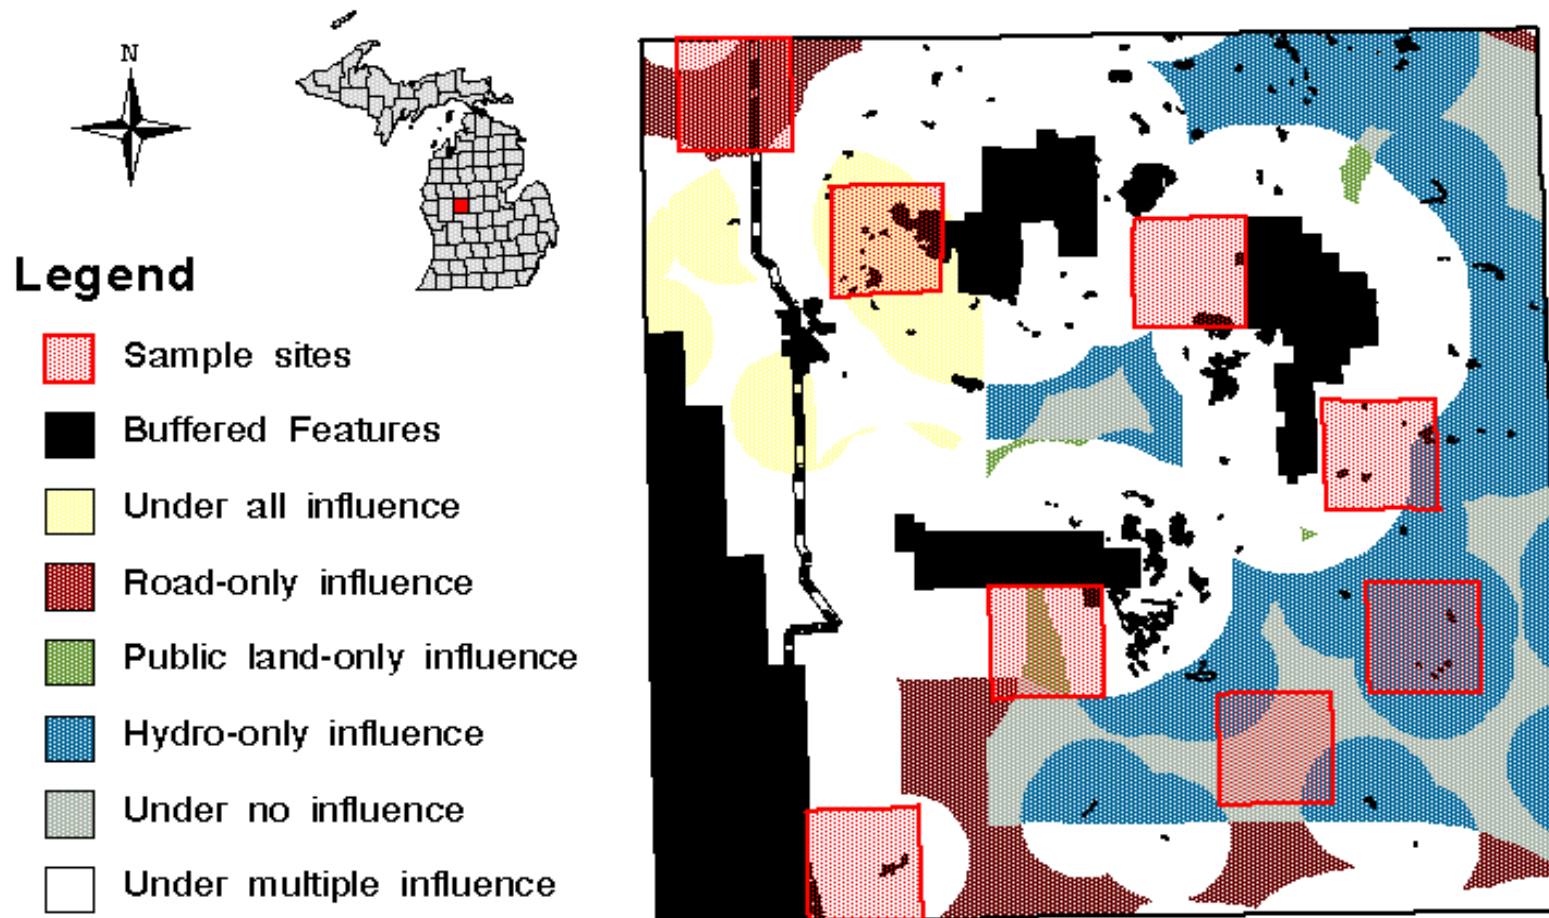 N
Legend
Sample sites
Buffered Features
Under all influence
Road-only influence
Public land-only influence
Hydro-only influence
Under no influence
Under multiple influence